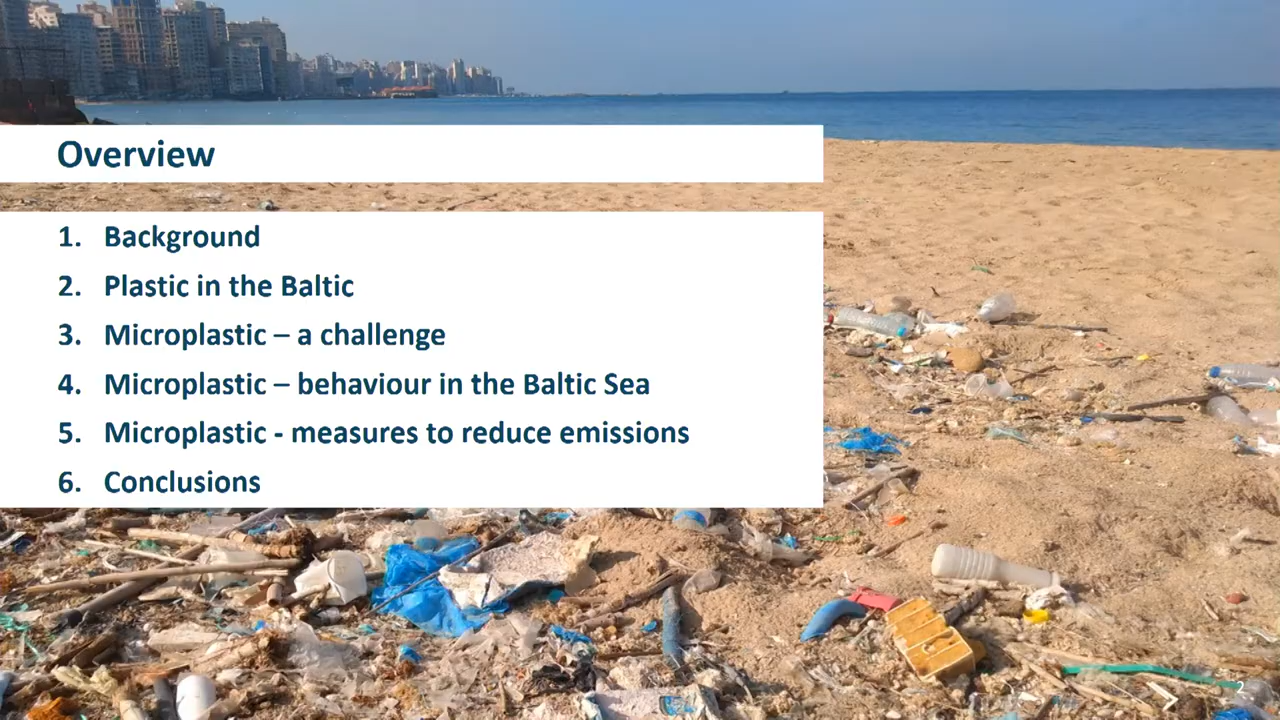 Overview
1. Background
2. Plastic in the Baltic
3. Microplastic – a challenge
4. Microplastic – behaviour in the Baltic Sea
5. Microplastic - measures to reduce emissions
6. Conclusions
2